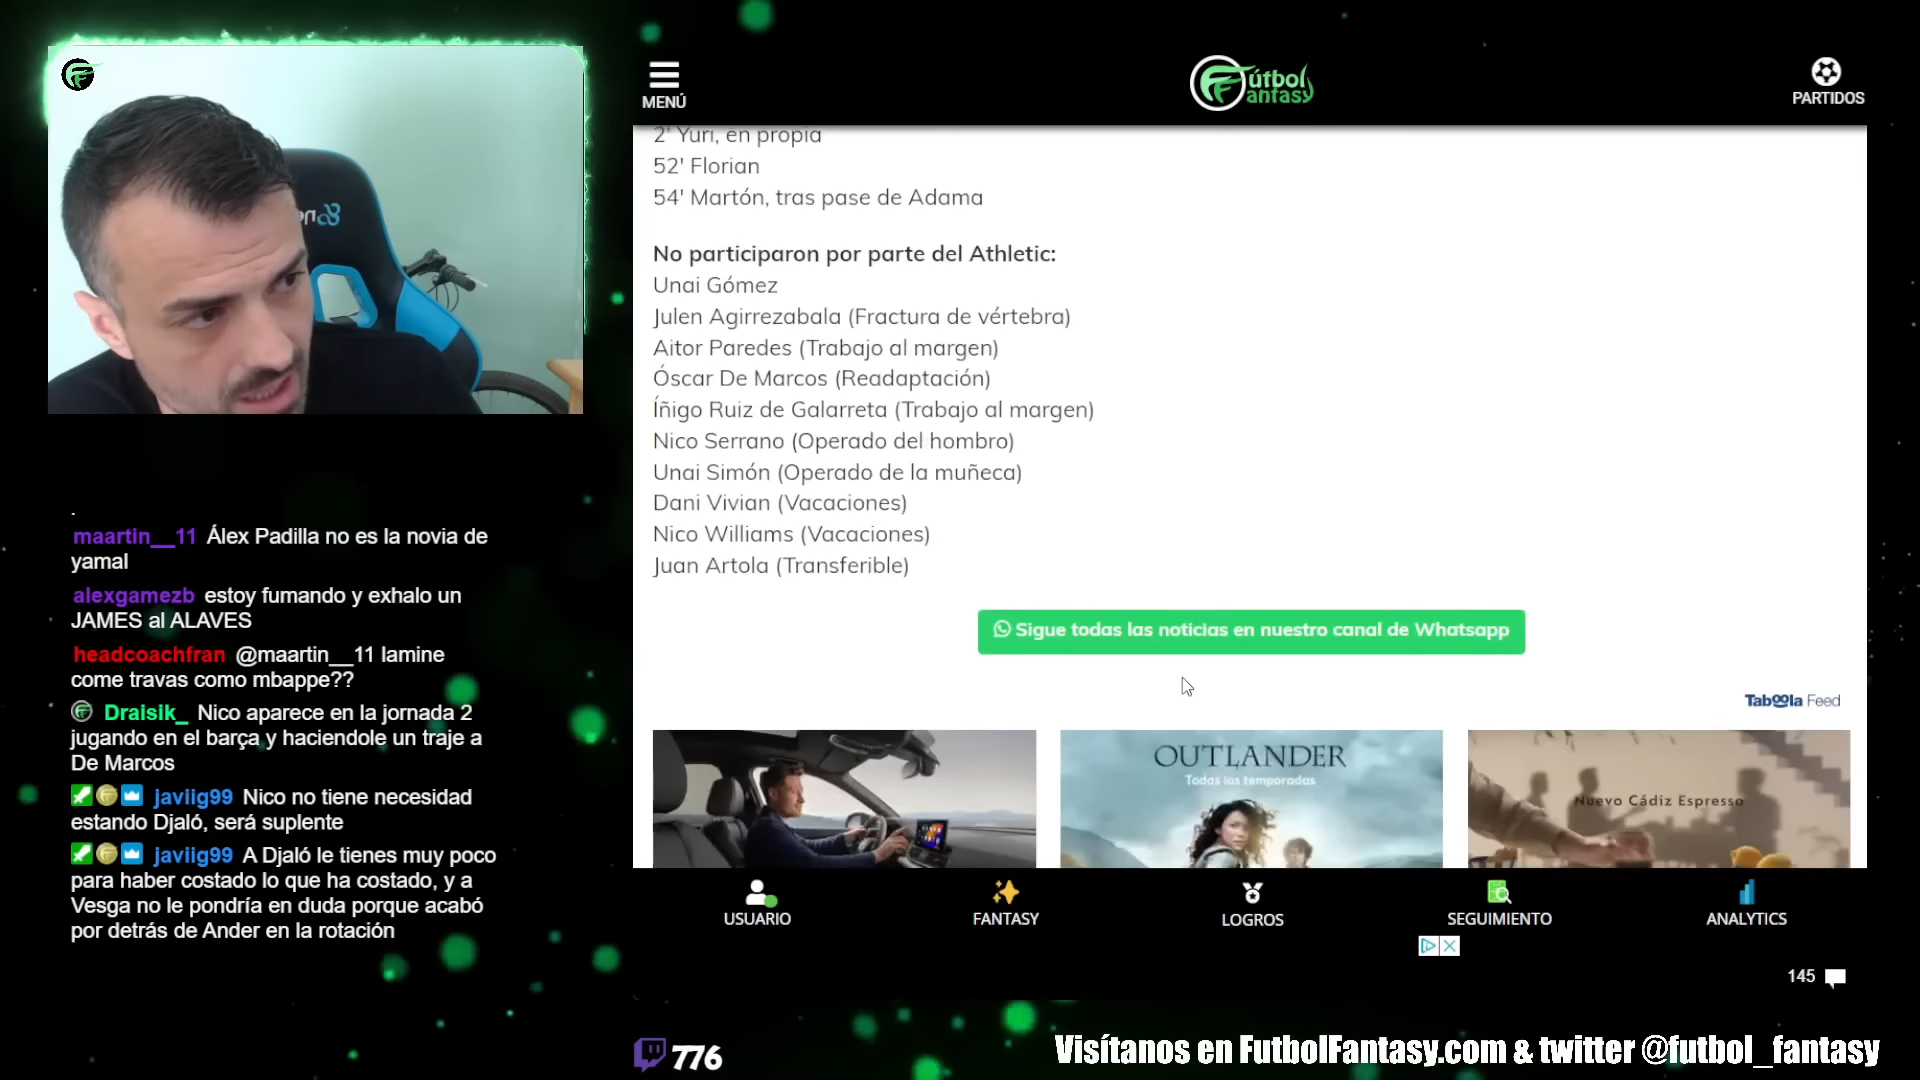 MENÚ
Fútbol Fantasy
PARTIDOS
2' Yuri, en propia
52' Florian
54' Martón, tras pase de Adama
No participaron por parte del Athletic:
Unai Gómez
Julen Agirrezabala (Fractura de vértebra)
Aitor Paredes (Trabajo al margen)
Óscar De Marcos (Readaptación)
Íñigo Ruiz de Galarreta (Trabajo al margen)
Nico Serrano (Operado del hombro)
Unai Simón (Operado de la muñeca)
Dani Vivian (Vacaciones)
Nico Williams (Vacaciones)
Juan Artola (Transferible)
Sigue todas las noticias en nuestro canal de Whatsapp
Taboola Feed
OUTLANDER
Todas las temporadas
Nuevo Cádiz Espresso
USUARIO
FANTASY
LOGROS
SEGUIMIENTO
ANALYTICS
145
.
maartin__11 Álex Padilla no es la novia de
yamal
alexgamezb estoy fumando y exhalo un
JAMES al ALAVES
headcoachfran @maartin__11 lamine
come travas como mbappe??
Draisik_ Nico aparece en la jornada 2
jugando en el barça y haciendole un traje a
De Marcos
javiig99 Nico no tiene necesidad
estando Djaló, será suplente
javiig99 A Djaló le tienes muy poco
para haber costado lo que ha costado, y a
Vesga no le pondría en duda porque acabó
por detrás de Ander en la rotación
776
Visítanos en FutbolFantasy.com & twitter @futbol_fantasy